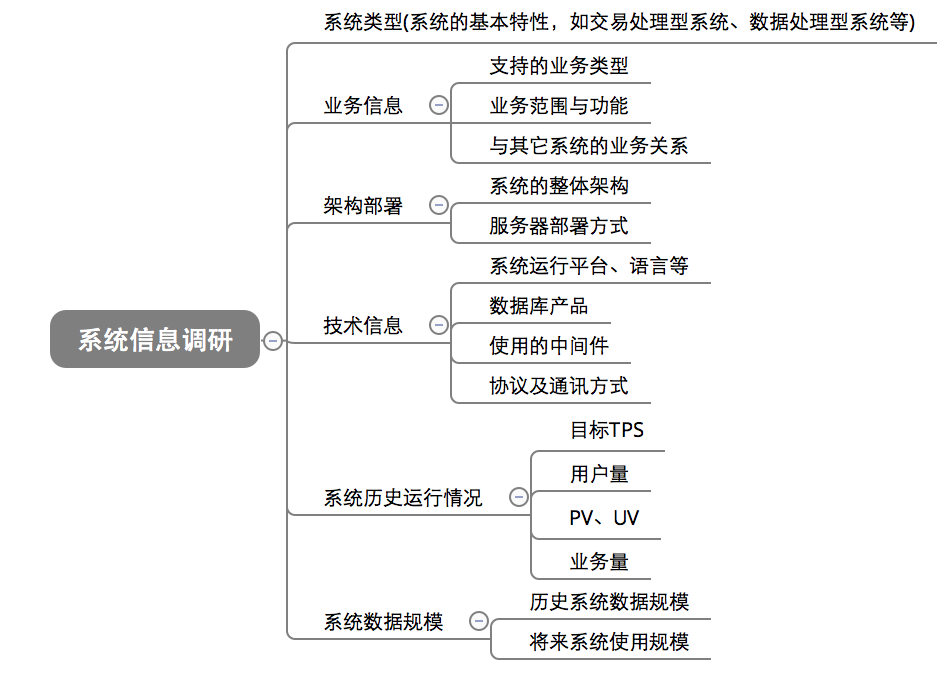 系统类型(系统的基本特性，如交易处理型系统、数据处理型系统等)
支持的业务类型
业务信息
业务范围与功能
与其它系统的业务关系
系统的整体架构
架构部署
服务器部署方式
系统运行平台、语言等
数据库产品
技术信息
系统信息调研
使用的中间件
协议及通讯方式
目标TPS
用户量
系统历史运行情况
PV、UV
业务量
历史系统数据规模
系统数据规模
将来系统使用规模